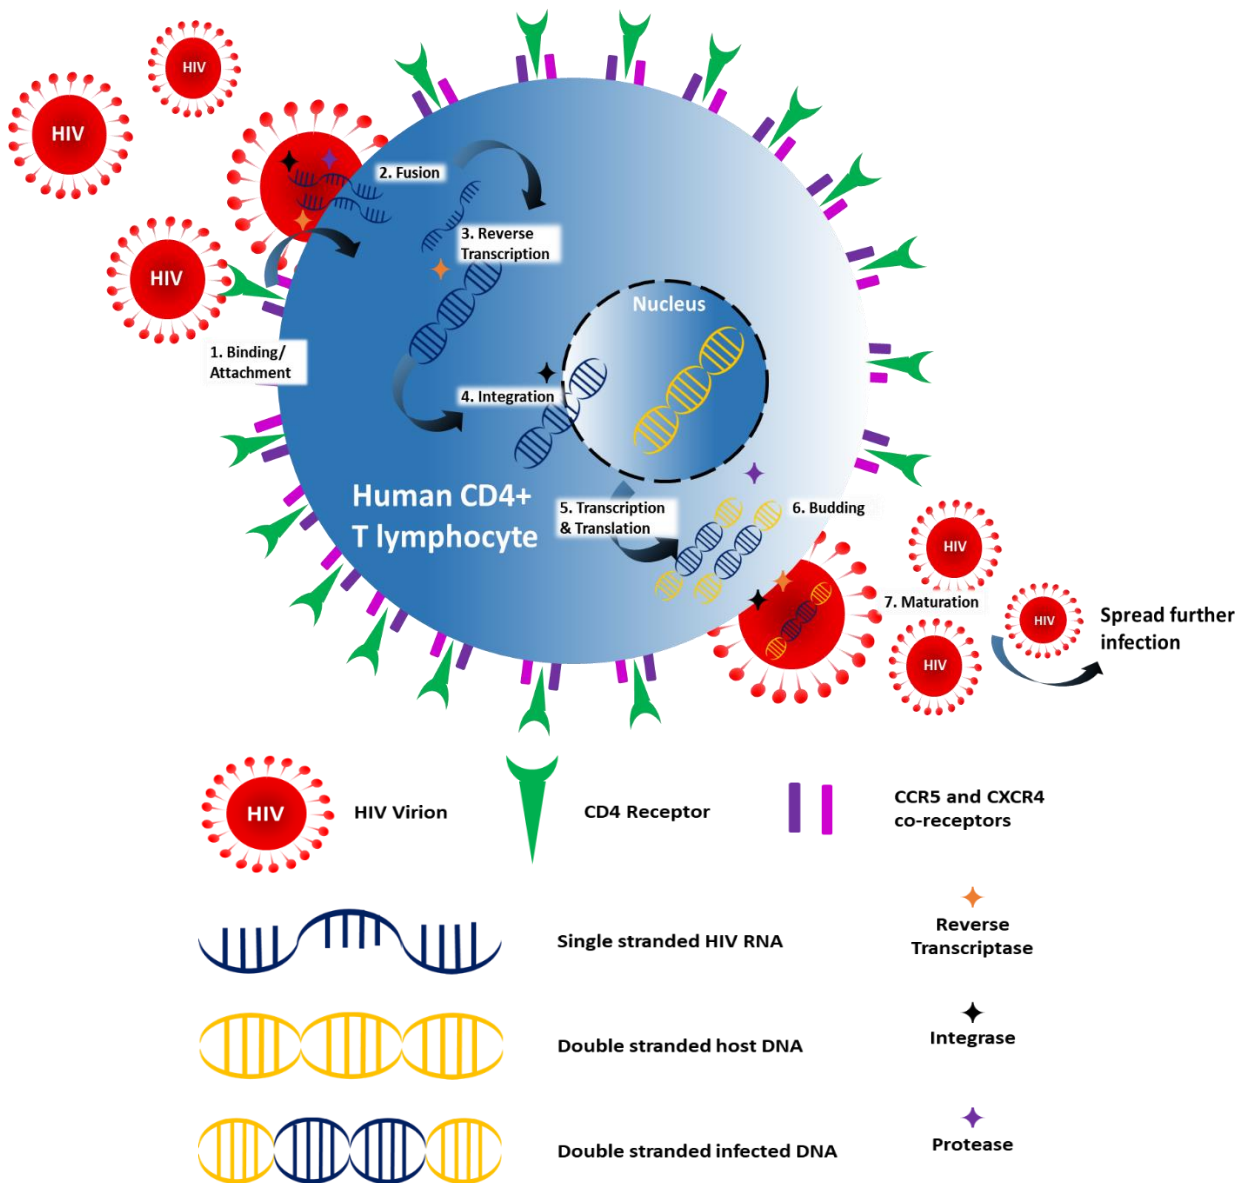 HIV
HIV
HIV
2. Fusion
3. Reverse
Transcription
Nucleus
1. Binding/
Attachment
4. Integration
Human CD4+
T lymphocyte
5. Transcription
& Translation
6. Budding
HIV
7. Maturation
HIV
HIV
Spread further
infection
HIV
HIV Virion
CD4 Receptor
CCR5 and CXCR4
co-receptors
Single stranded HIV RNA
Reverse
Transcriptase
Double stranded host DNA
Integrase
Double stranded infected DNA
Protease